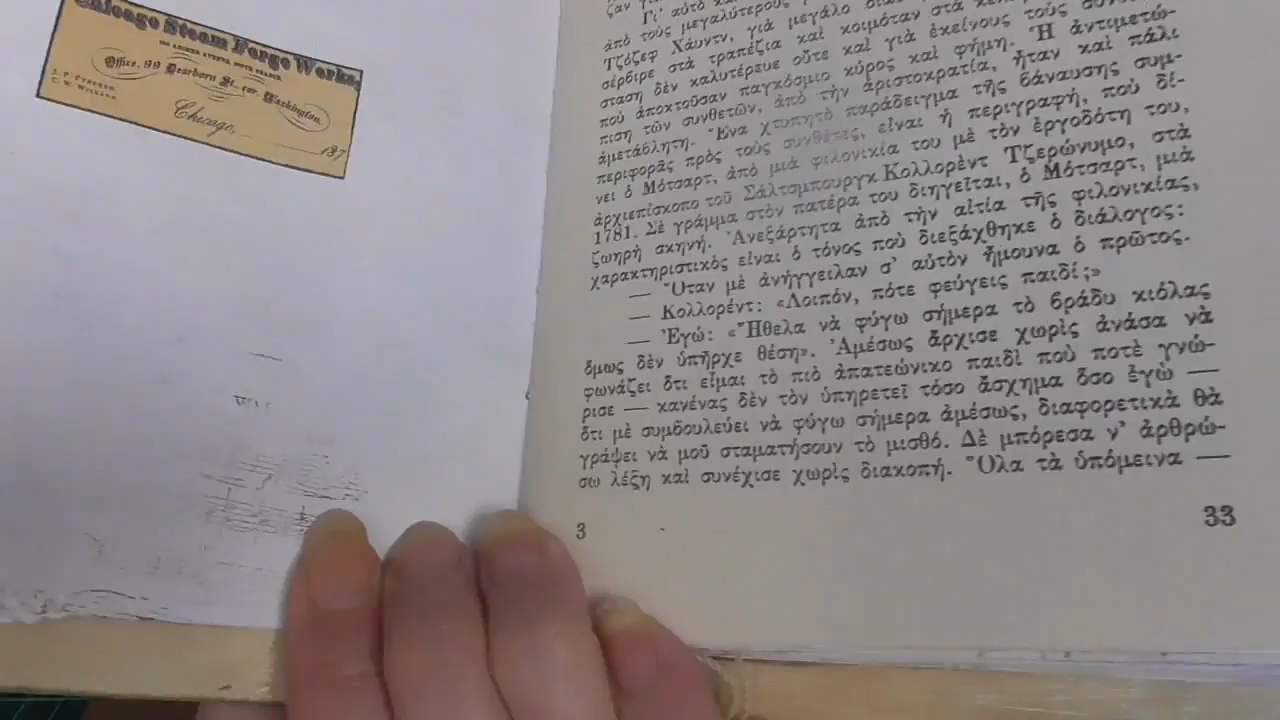 Chicago Steam Forge Works,
Office, 99 Dearborn St., cor. Washington
Chicago, 187
Γι' αὐτὸ
ἀπὸ τοὺς μεγαλύτερους
Τζόζεφ Χάυντν, γιὰ μεγάλο
σέρβιρε στὰ τραπέζια καὶ κοιμόταν στὰ
σταση δὲν καλυτέρευε οὔτε καὶ γιὰ ἐκείνους τοὺς
ποὺ ἀποκτοῦσαν παγκόσμιο κύρος καὶ φήμη. Ἡ ἀντιμετώ-
πιση τῶν συνθετῶν, ἀπὸ τὴν ἀριστοκρατία, ἦταν καὶ πάλι
ἀμετάβλητη. Ἕνα χτυπητὸ παράδειγμα τῆς βάναυσης συμ-
περιφορᾶς πρὸς τοὺς συνθέτες, εἶναι ἡ περιγραφή, ποὺ δί-
νει ὁ Μότσαρτ, ἀπὸ μιὰ φιλονικία του μὲ τὸν ἐργοδότη του,
ἀρχιεπίσκοπο τοῦ Σάλτσμπουργκ Κολλορὲντ Τζερώνυμο, στὰ
1781. Σὲ γράμμα στὸν πατέρα του διηγεῖται, ὁ Μότσαρτ, μιὰ
ζωηρὴ σκηνή. Ἀνεξάρτητα ἀπὸ τὴν αἰτία τῆς φιλονικίας,
χαρακτηριστικὸς εἶναι ὁ τόνος ποὺ διεξάχθηκε ὁ διάλογος:
— Ὅταν μὲ ἀνήγγειλαν σ' αὐτὸν ἤμουνα ὁ πρῶτος.
— Κολλορέντ: «Λοιπόν, πότε φεύγεις παιδί;»
— Ἐγώ: «Ἤθελα νὰ φύγω σήμερα τὸ βράδυ κιόλας
ὅμως δὲν ὑπῆρχε θέση». Ἀμέσως ἄρχισε χωρὶς ἀνάσα νὰ
φωνάζει ὅτι εἶμαι τὸ πιὸ ἀπατεώνικο παιδὶ ποὺ ποτὲ γνώ-
ρισε — κανένας δὲν τὸν ὑπηρετεῖ τόσο ἄσχημα ὅσο ἐγὼ —
ὅτι μὲ συμβουλεύει νὰ φύγω σήμερα ἀμέσως, διαφορετικὰ θὰ
γράψει νὰ μοῦ σταματήσουν τὸ μισθό. Δὲ μπόρεσα ν' ἀρθρώ-
σω λέξη καὶ συνέχισε χωρὶς διακοπή. Ὅλα τὰ ὑπόμεινα —
3
33